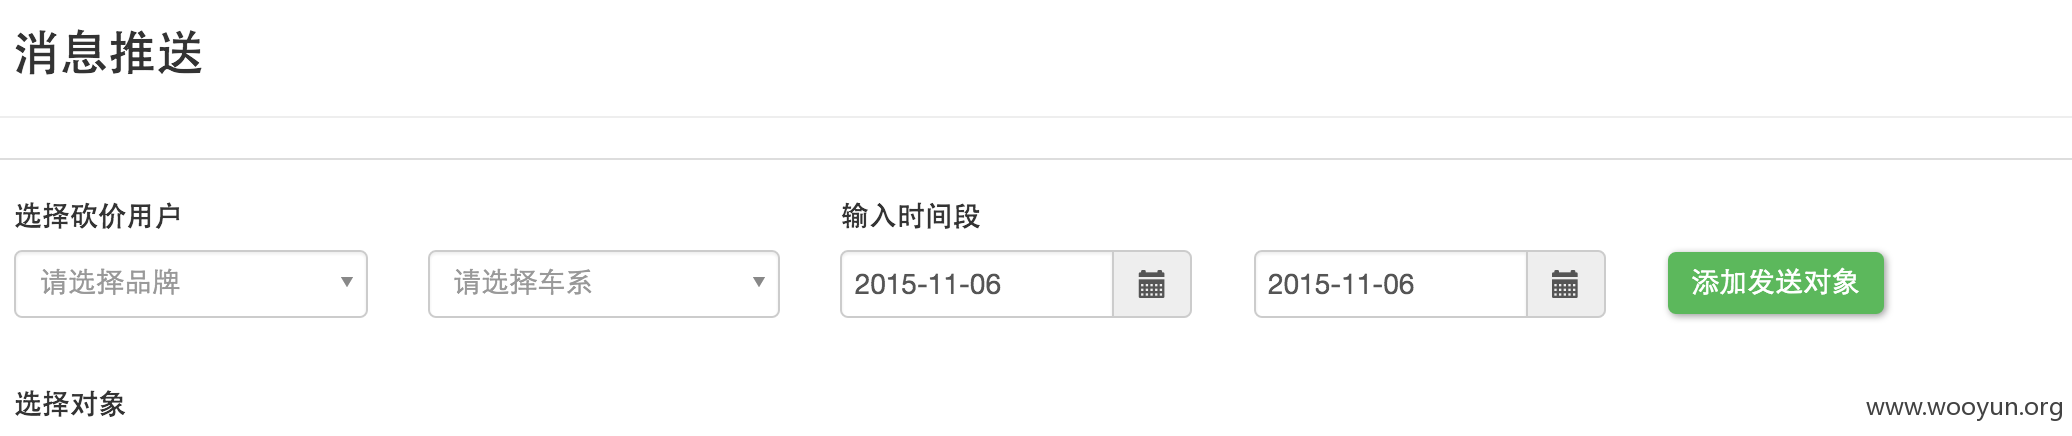 消息推送
选择砍价用户 输入时间段
请选择品牌 请选择车系 2015-11-06 2015-11-06 添加发送对象
选择对象
www.wooyun.org